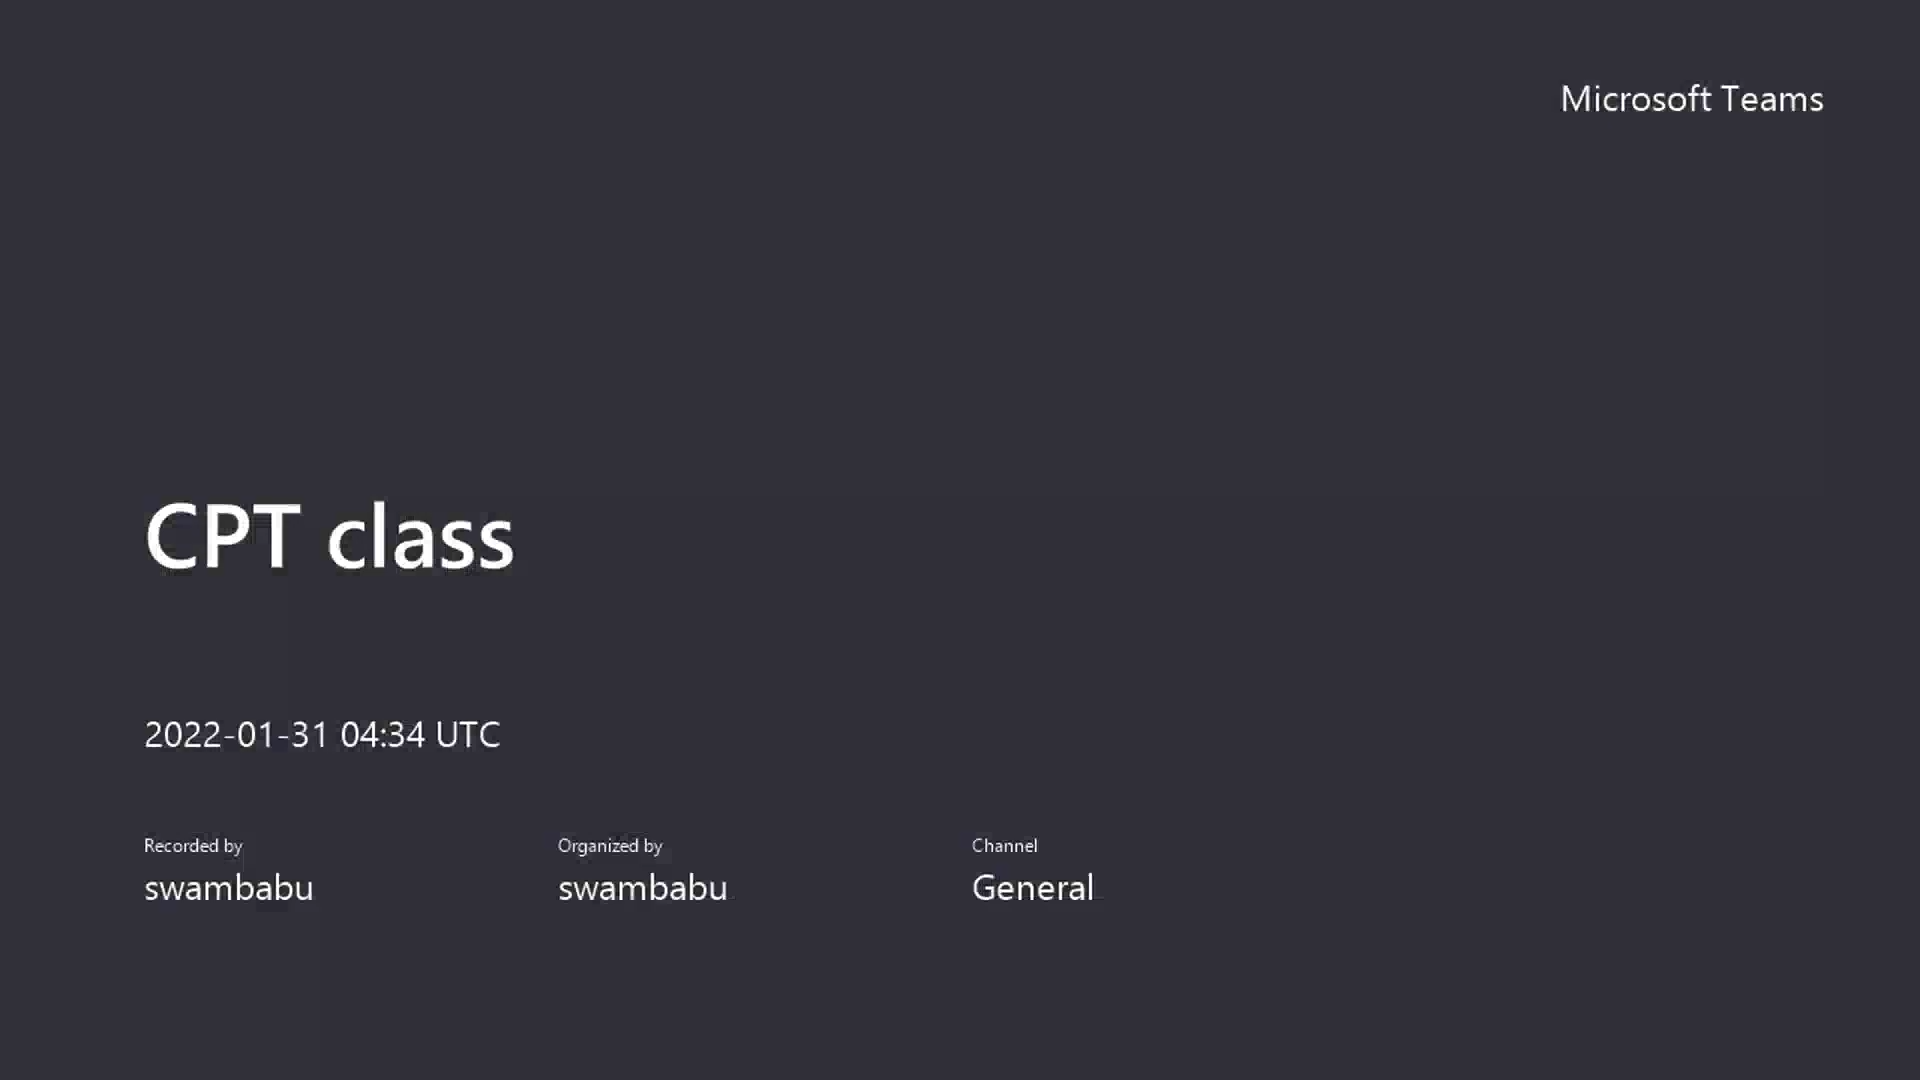 Microsoft Teams
CPT class
2022-01-31 04:34 UTC
Recorded by
swambabu
Organized by
swambabu
Channel
General